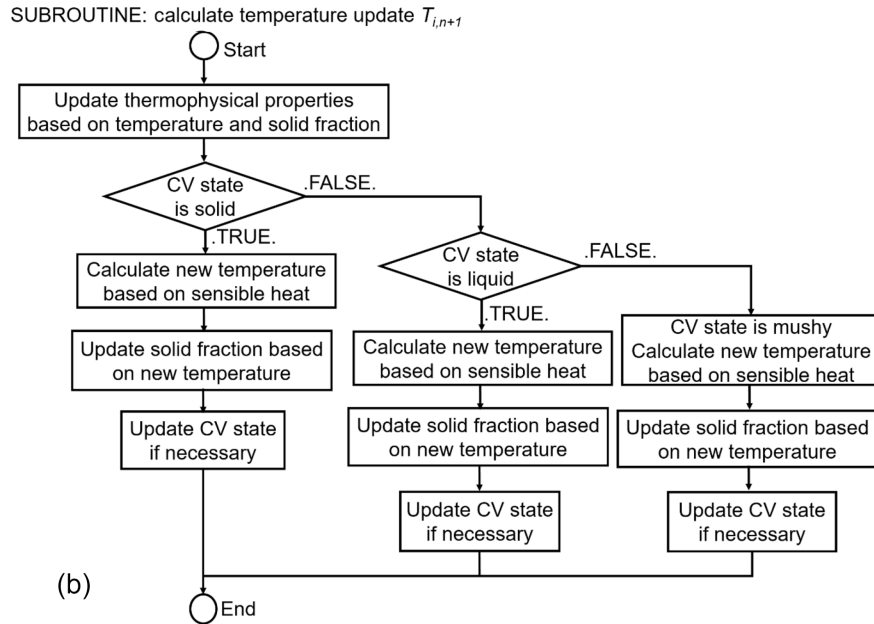 SUBROUTINE: calculate temperature update T_{i,n+1}
Start
Update thermophysical properties
based on temperature and solid fraction
CV state
is solid
.FALSE.
.TRUE.
CV state
is liquid
.FALSE.
.TRUE.
Calculate new temperature
based on sensible heat
Update solid fraction based
on new temperature
Update CV state
if necessary
Calculate new temperature
based on sensible heat
Update solid fraction based
on new temperature
Update CV state
if necessary
CV state is mushy
Calculate new temperature
based on sensible heat
Update solid fraction based
on new temperature
Update CV state
if necessary
(b)
End